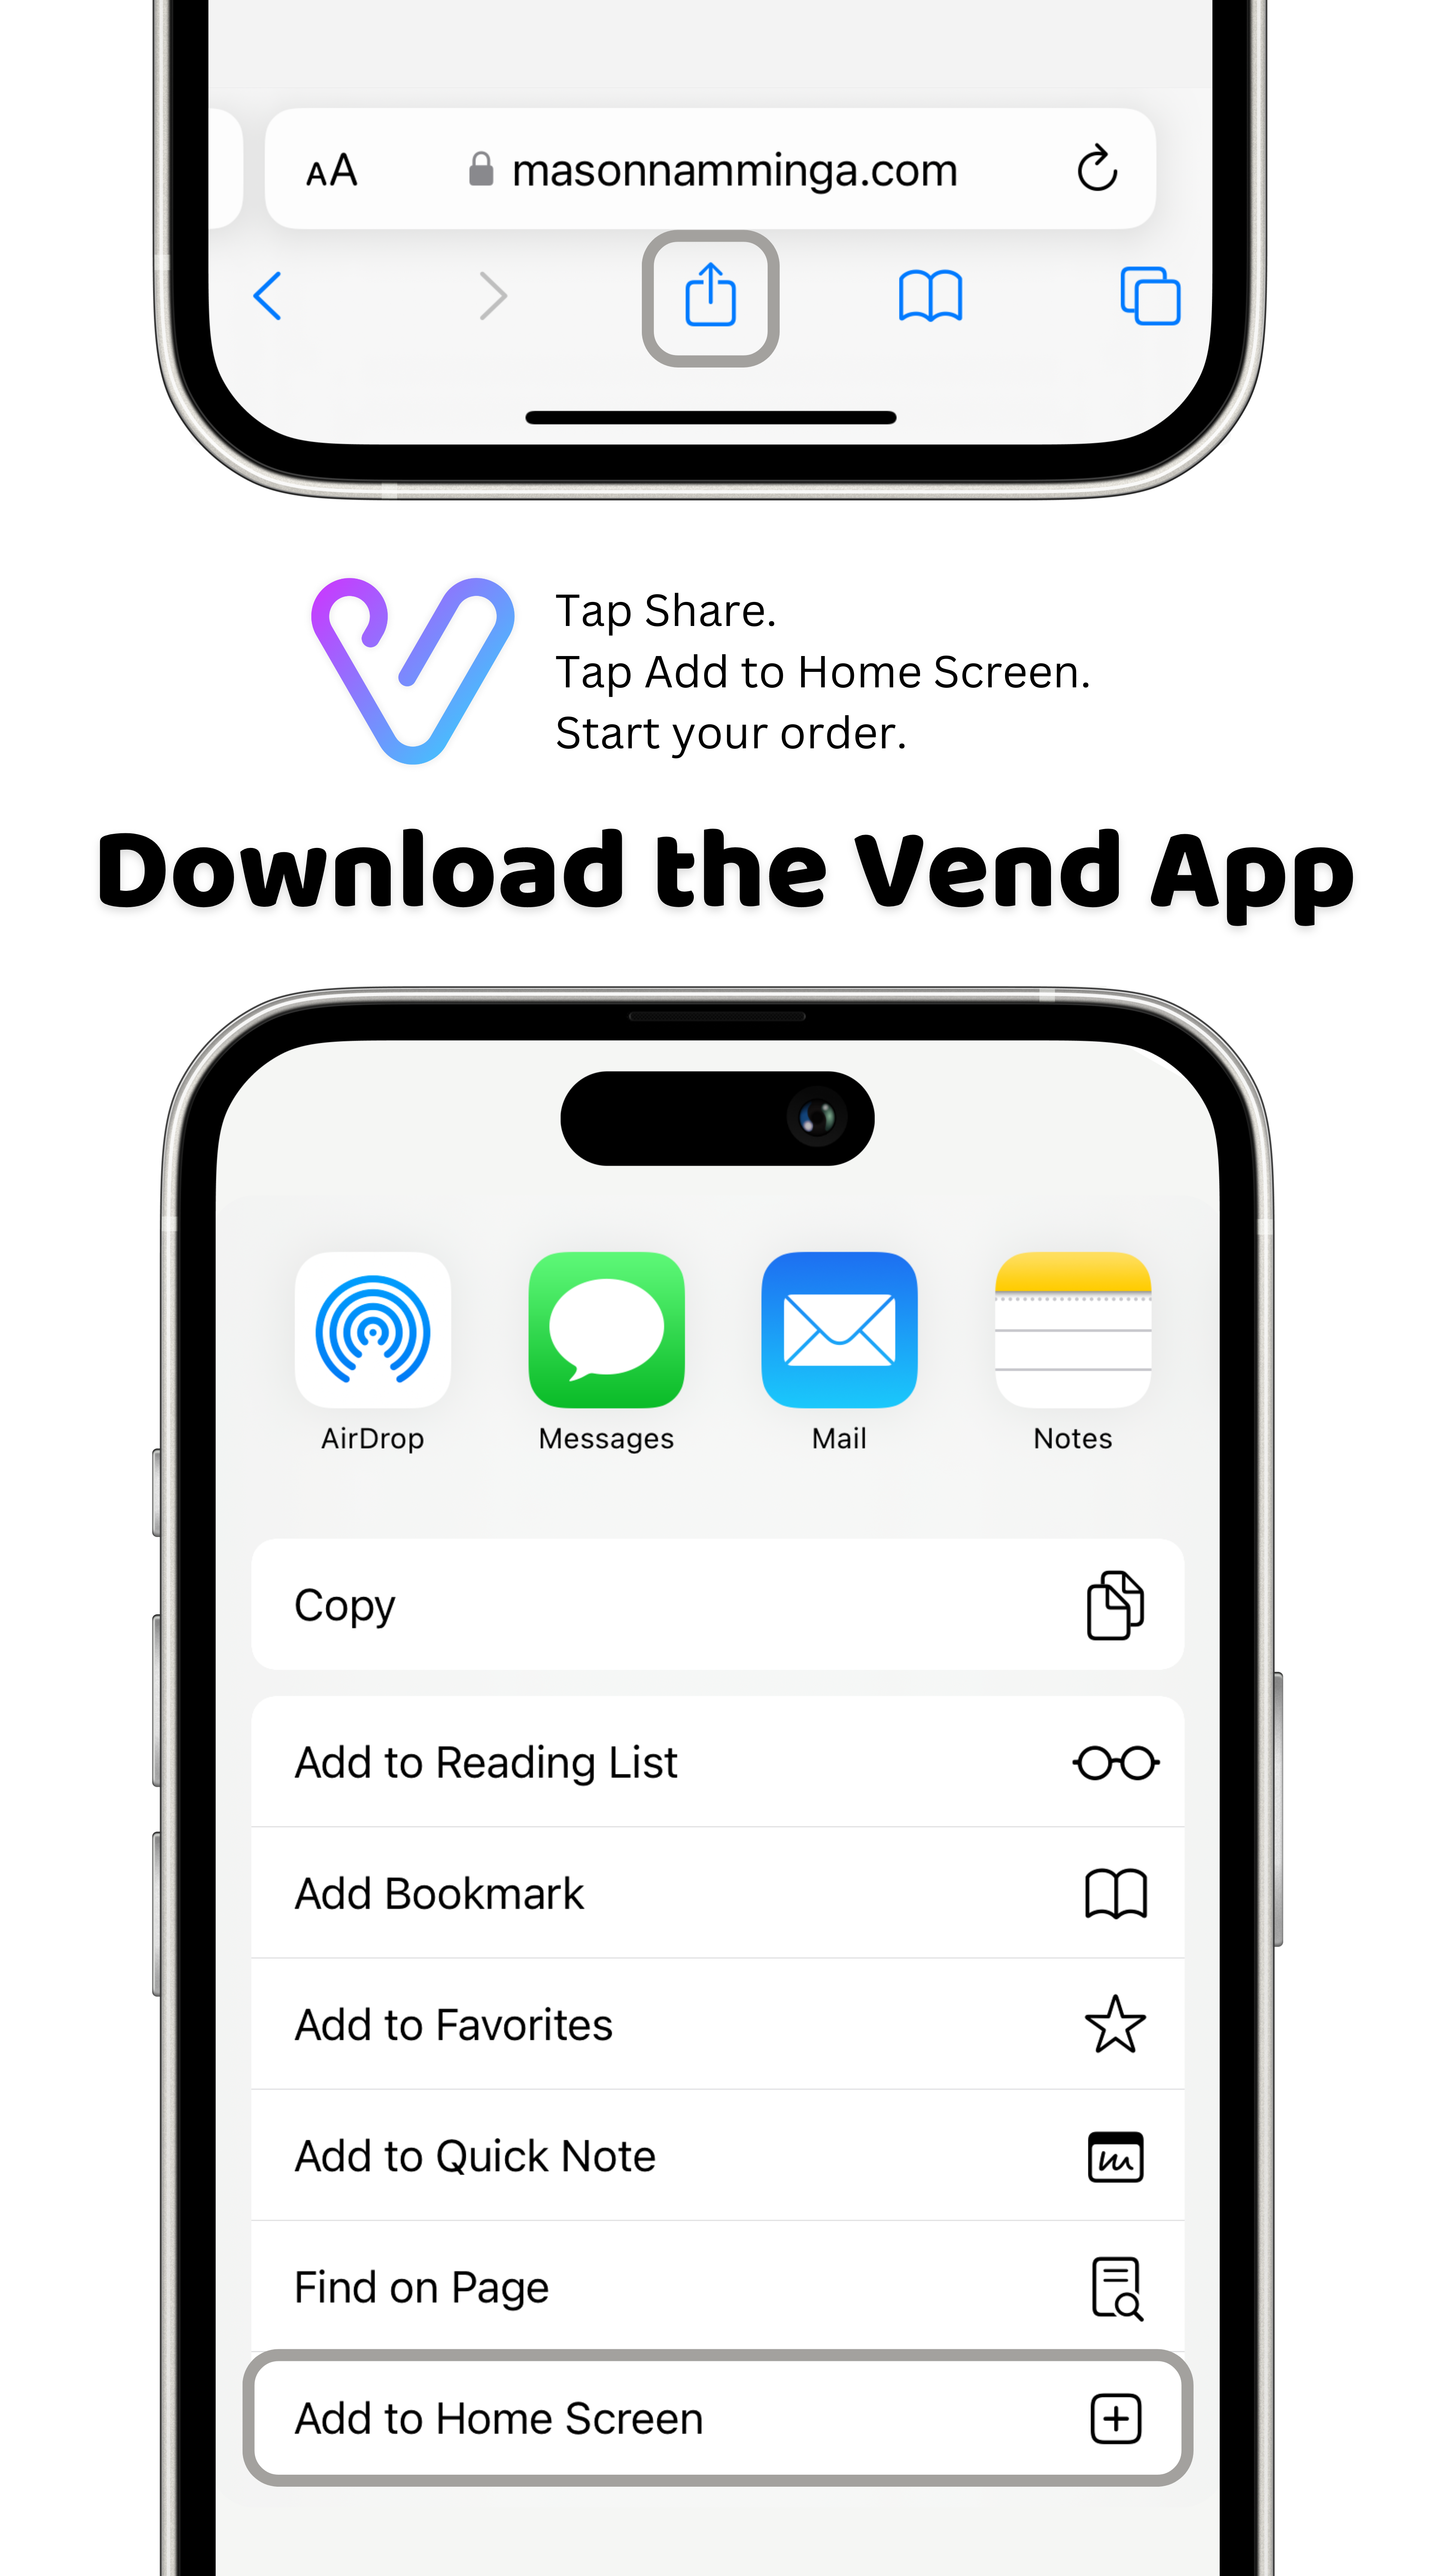 AA masonnamminga.com
Tap Share.
Tap Add to Home Screen.
Start your order.
Download the Vend App
AirDrop Messages Mail Notes
Copy
Add to Reading List
Add Bookmark
Add to Favorites
Add to Quick Note
Find on Page
Add to Home Screen